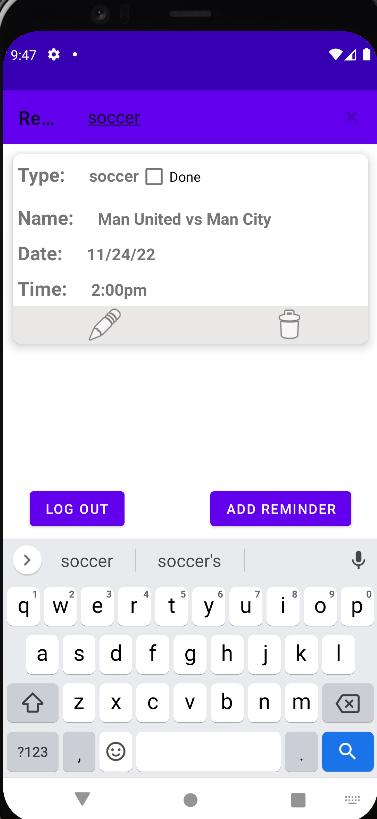 9:47
Re... soccer
Type: soccer Done
Name: Man United vs Man City
Date: 11/24/22
Time: 2:00pm
LOG OUT ADD REMINDER
soccer soccer's
1 2 3 4 5 6 7 8 9 0
q w e r t y u i o p
a s d f g h j k l
z x c v b n m
?123 , .